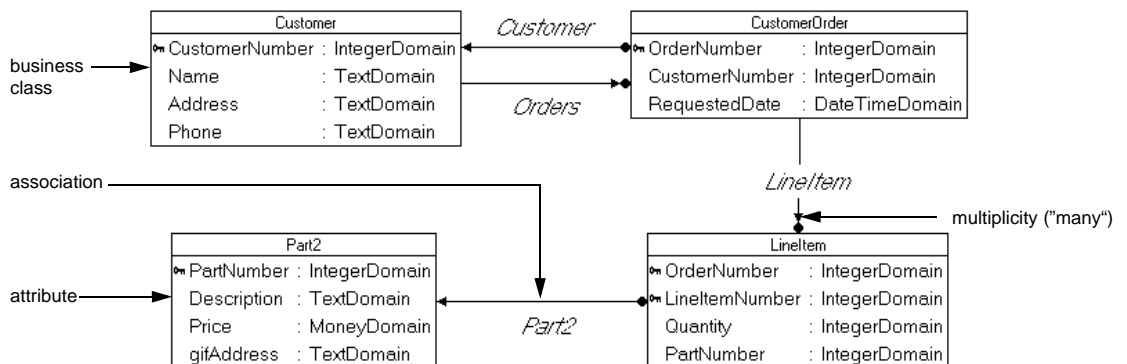 Customer
CustomerNumber : IntegerDomain
Name : TextDomain
Address : TextDomain
Phone : TextDomain
Customer
Orders
CustomerOrder
OrderNumber : IntegerDomain
CustomerNumber : IntegerDomain
RequestedDate : DateTimeDomain
business
class
association
LineItem
multiplicity ("many“)
attribute
Part2
PartNumber : IntegerDomain
Description : TextDomain
Price : MoneyDomain
gifAddress : TextDomain
Part2
LineItem
OrderNumber : IntegerDomain
LineItemNumber : IntegerDomain
Quantity : IntegerDomain
PartNumber : IntegerDomain